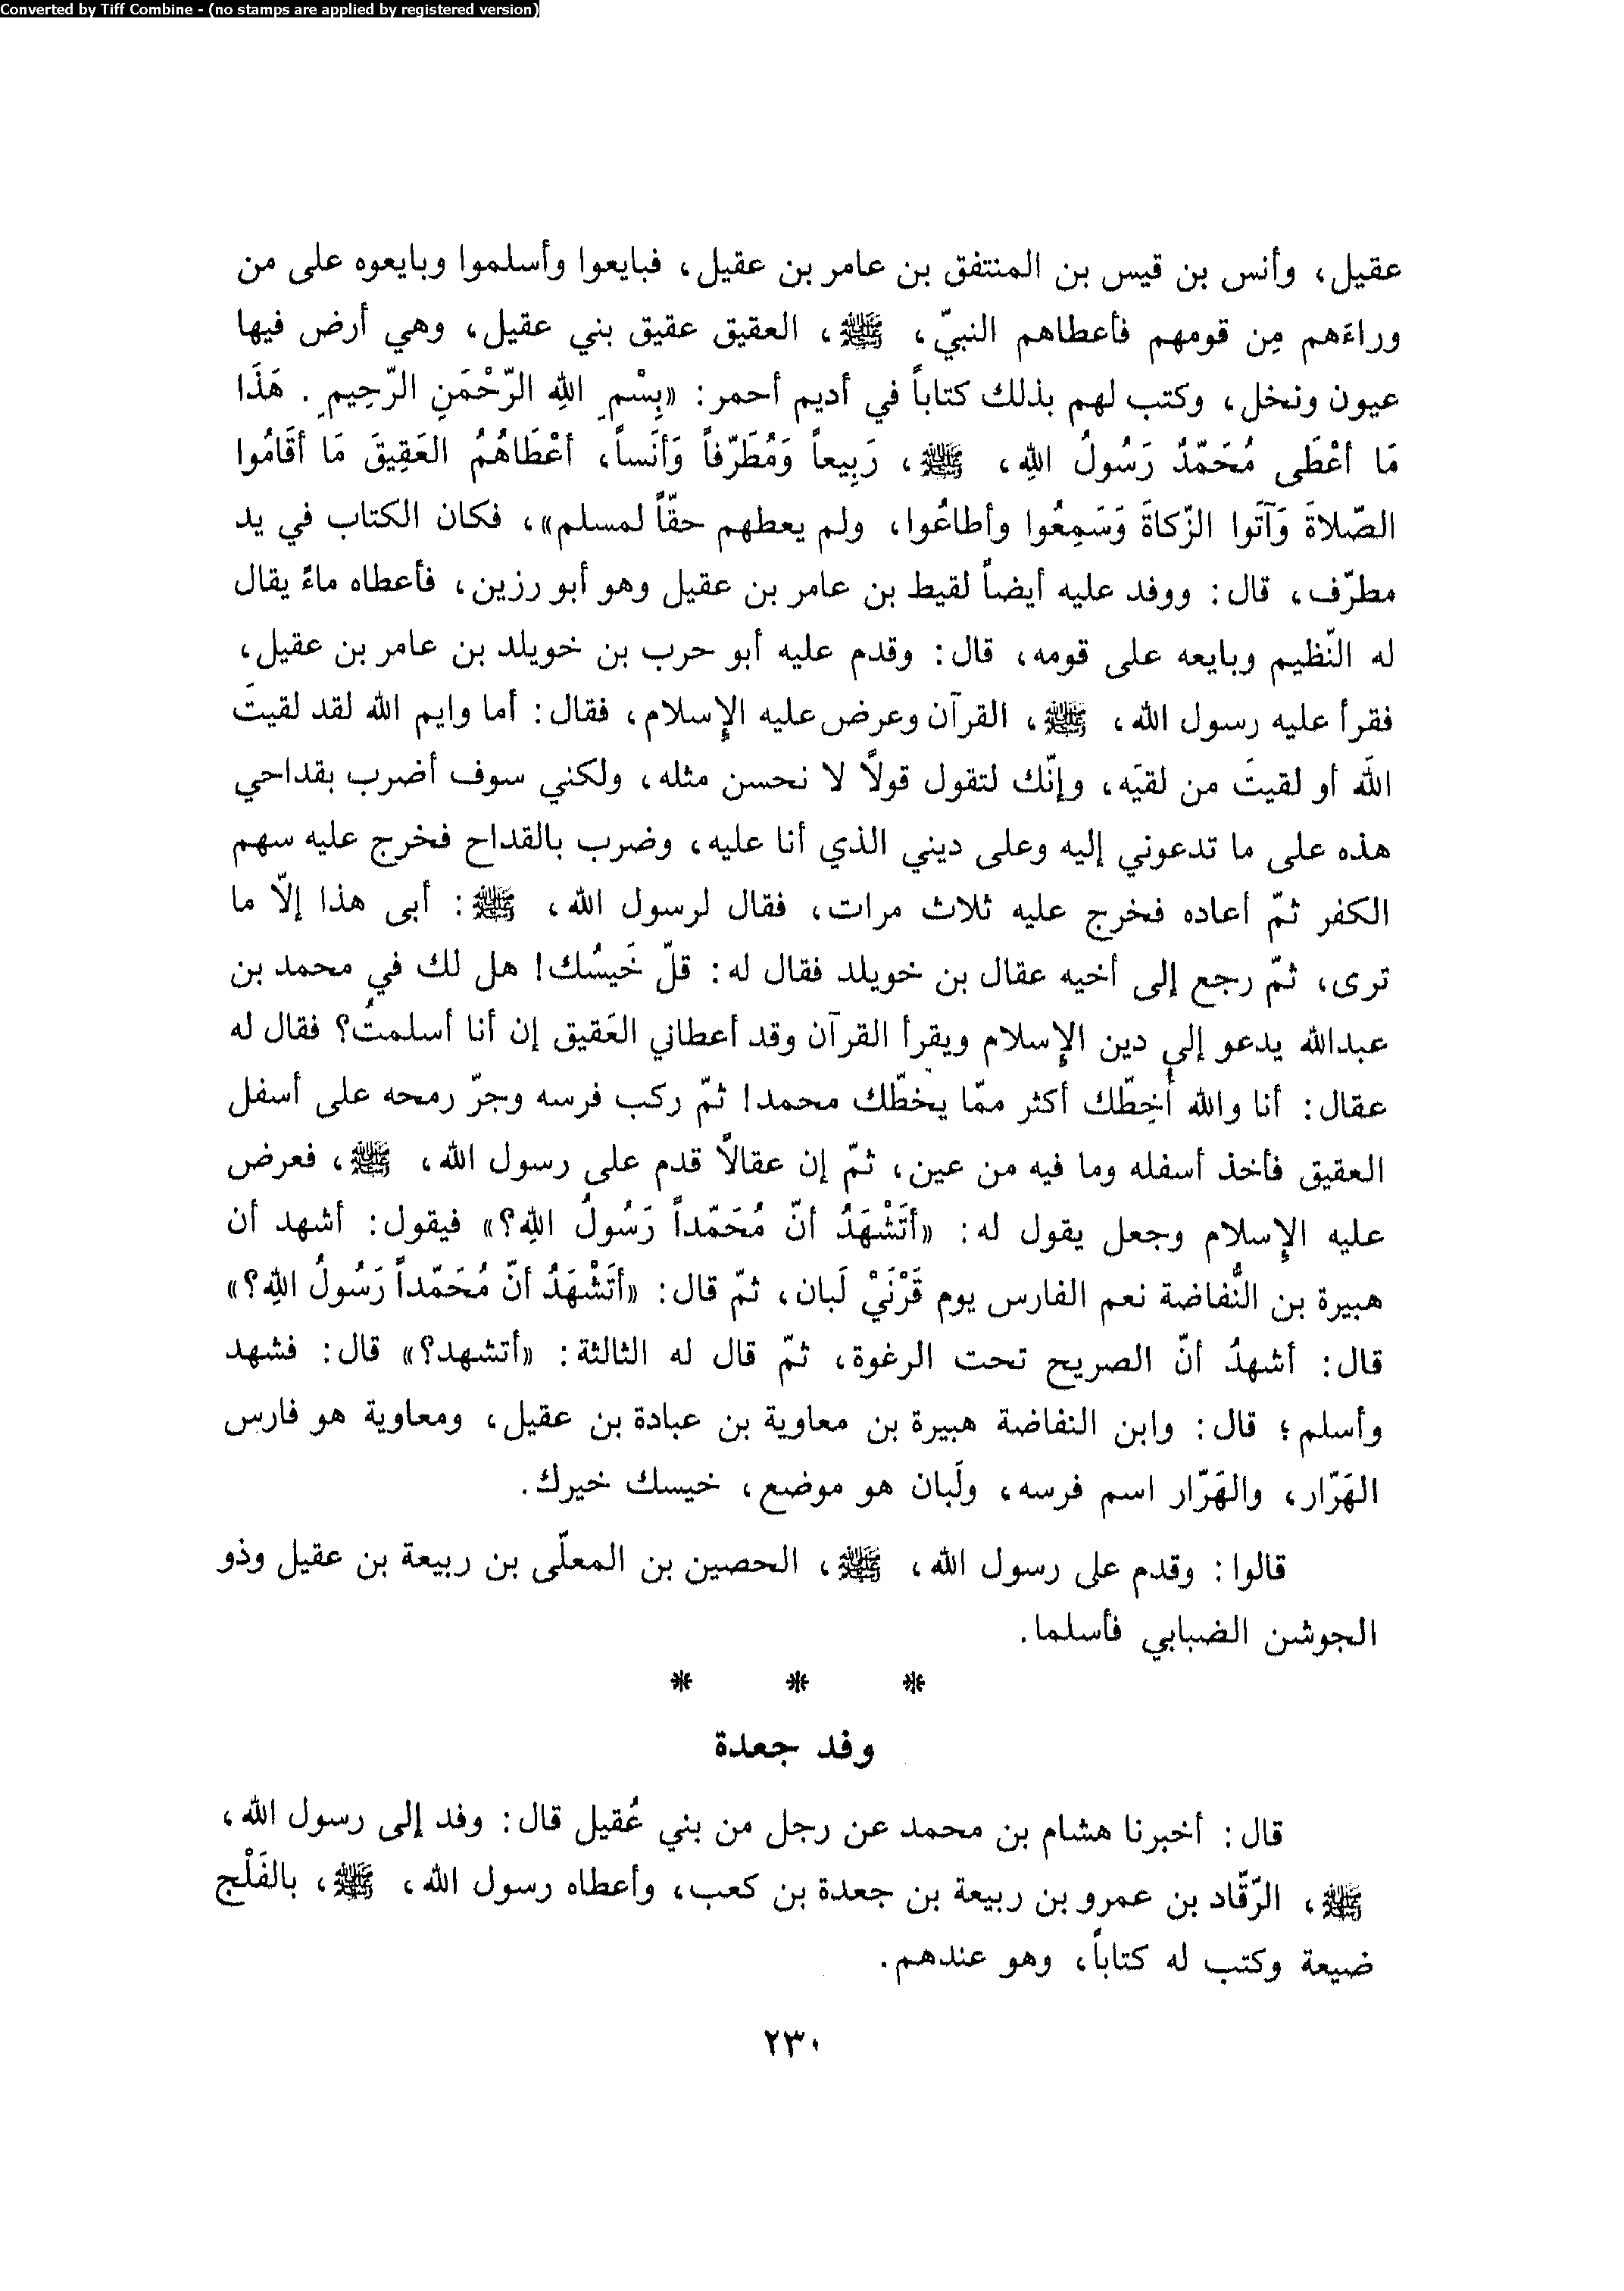 Converted by Tiff Combine - (no stamps are applied by registered version)
عقيل، وأنس بن قيس بن المنتفق بن عامر بن عقيل، فبايعوا وأسلموا وبايعوه على من
وراءَهم مِن قومهم فأعطاهم النبيّ، ﷺ، العقيق عقيق بني عقيل، وهي أرض فيها
عيون ونخل، وكتب لهم بذلك كتاباً في أديم أحمر: «بِسْمِ اللهِ الرّحْمَنِ الرّحِيمِ. هَذَا
مَا أعْطَى مُحَمّدٌ رَسُولُ اللهِ، ﷺ، رَبِيعاً وَمُطَرّفاً وَأنَساً، أعْطَاهُمُ العَقِيقَ مَا أقَامُوا
الصّلاةَ وَآتَوا الزّكاةَ وَسَمِعُوا وأطاعُوا، ولم يعطهم حقّاً لمسلم»، فكان الكتاب في يد
مطرّف، قال: ووفد عليه أيضاً لقيط بن عامر بن عقيل وهو أبو رزين، فأعطاه ماءً يقال
له النّظيم وبايعه على قومه، قال: وقدم عليه أبو حرب بن خويلد بن عامر بن عقيل،
فقرأ عليه رسول الله، ﷺ، القرآن وعرض عليه الإسلام، فقال: أما وايم الله لقد لقيتَ
اللَه أو لقيتَ من لقيَه، وإنّك لتقول قولاً لا نحسن مثله، ولكني سوف أضرب بقداحي
هذه على ما تدعوني إليه وعلى ديني الذي أنا عليه، وضرب بالقداح فخرج عليه سهم
الكفر ثمّ أعاده فخرج عليه ثلاث مرات، فقال لرسول الله، ﷺ: أبى هذا إلّا ما
ترى، ثمّ رجع إلى أخيه عقال بن خويلد فقال له: قلّ خَيسُك! هل لك في محمد بن
عبدالله يدعو إلى دين الإسلام ويقرأ القرآن وقد أعطاني العَقيق إن أنا أسلمتُ؟ فقال له
عقال: أنا والله أُخِطّك أكثر ممّا يخطّك محمد! ثمّ ركب فرسه وجرّ رمحه على أسفل
العقيق فأخذ أسفله وما فيه من عين، ثمّ إن عقالاً قدم على رسول الله، ﷺ، فعرض
عليه الإسلام وجعل يقول له: «أتَشْهَدُ أنّ مُحَمّداً رَسُولُ اللهِ؟» فيقول: أشهد أن
هبيرة بن النُّفاضة نعم الفارس يوم قَرْنَيْ لَبان، ثمّ قال: «أتَشْهَدُ أنّ مُحَمّداً رَسُولُ اللهِ؟»
قال: أشهدُ أنّ الصريح تحت الرغوة، ثمّ قال له الثالثة: «أتشهد؟» قال: فشهد
وأسلم؛ قال: وابن النفاضة هبيرة بن معاوية بن عبادة بن عقيل، ومعاوية هو فارس
الهَرّار، والهَرّار اسم فرسه، ولَبان هو موضع، خيسك خيرك.
قالوا: وقدم على رسول الله، ﷺ، الحصين بن المعلّى بن ربيعة بن عقيل وذو
الجوشن الضبابي فأسلما.
* * *
وفد جعدة
قال: أخبرنا هشام بن محمد عن رجل من بني عُقيل قال: وفد إلى رسول الله،
ﷺ، الرّقّاد بن عمرو بن ربيعة بن جعدة بن كعب، وأعطاه رسول الله، ﷺ، بالفَلْج
ضيعة وكتب له كتاباً، وهو عندهم.
٢٣٠